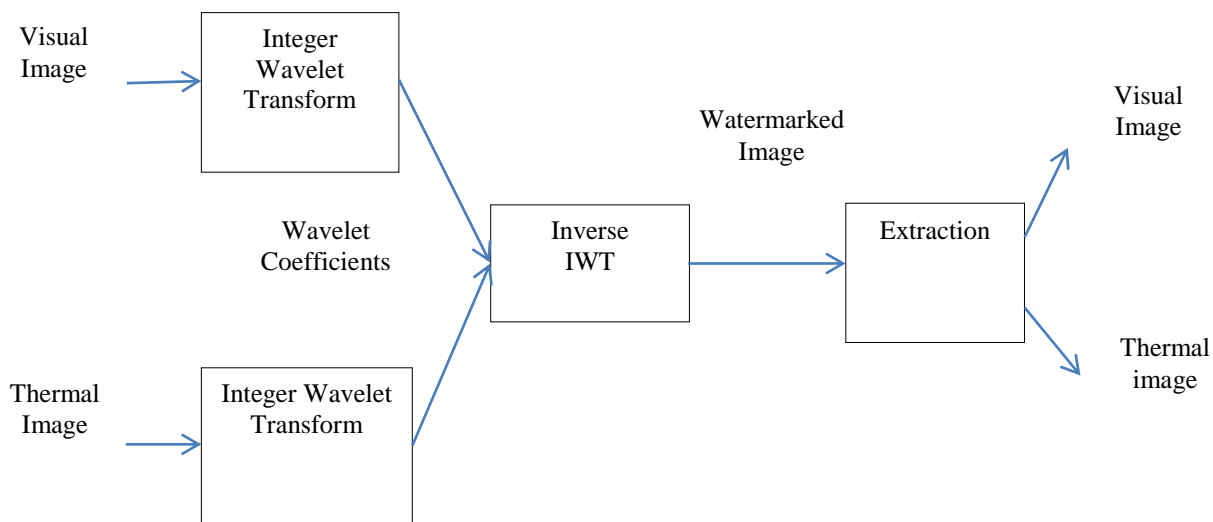 Visual
Image
Integer
Wavelet
Transform
Wavelet
Coefficients
Thermal
Image
Integer Wavelet
Transform
Inverse
IWT
Watermarked
Image
Extraction
Visual
Image
Thermal
image